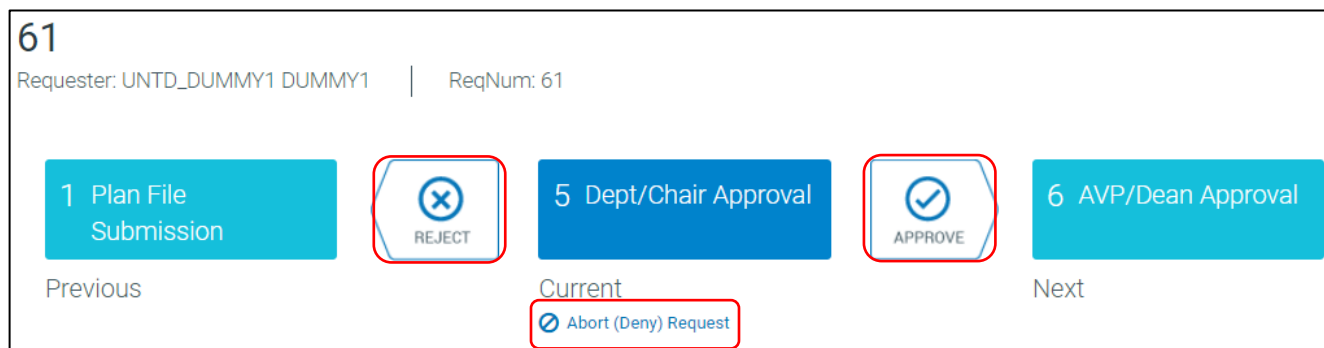 61
Requester: UNTD_DUMMY1 DUMMY1 ReqNum: 61
1 Plan File
Submission
REJECT
5 Dept/Chair Approval
APPROVE
6 AVP/Dean Approval
Previous
Current
Next
Abort (Deny) Request